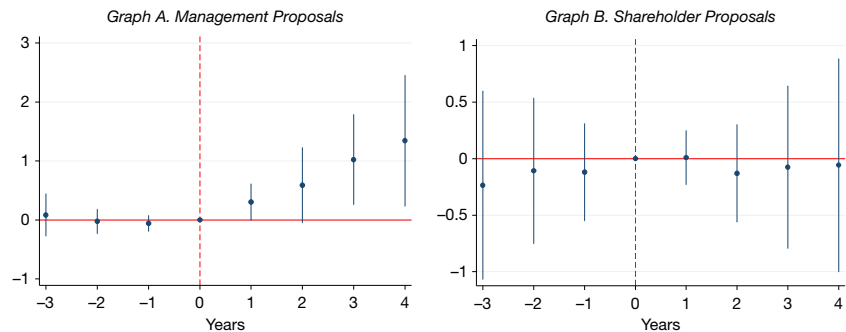 Graph A. Management Proposals
3
2
1
0
−1
−3 −2 −1 0 1 2 3 4
Years
Graph B. Shareholder Proposals
1
0.5
0
−0.5
−1
−3 −2 −1 0 1 2 3 4
Years